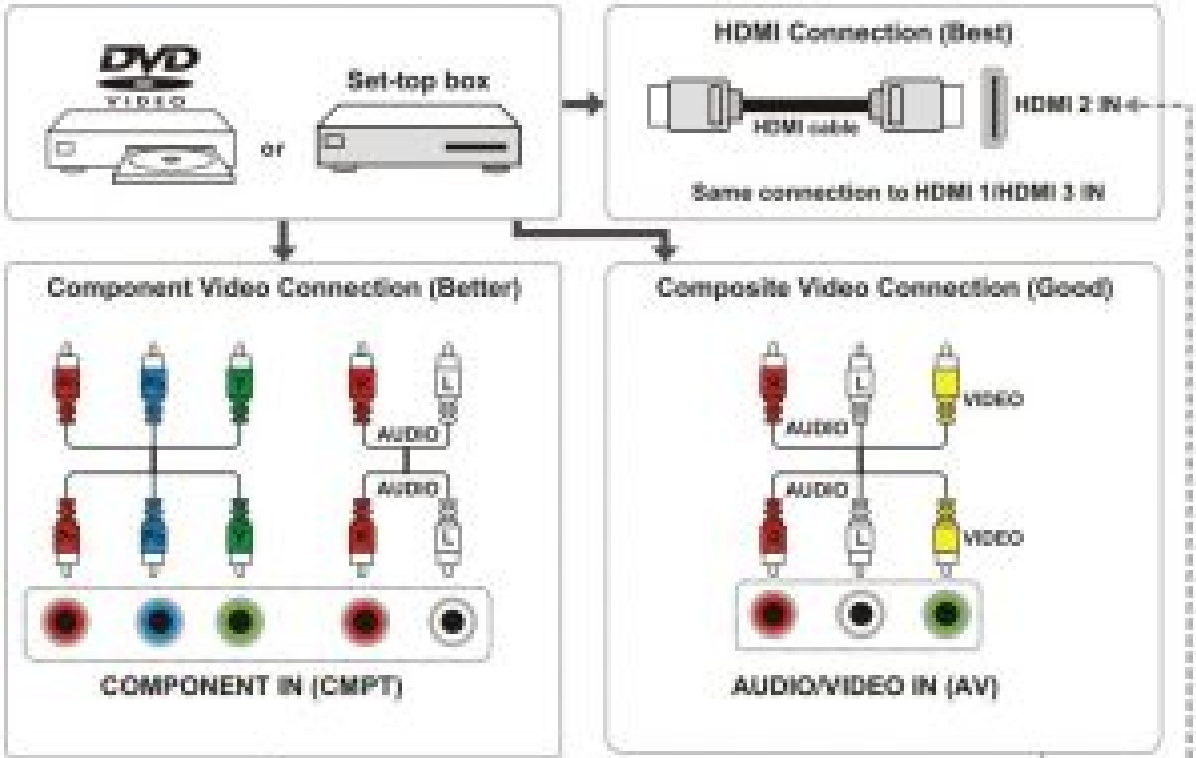 DVD
VIDEO
Set-top box
or
HDMI Connection (Best)
HDMI cable
HDMI 2 IN
Same connection to HDMI 1/HDMI 3 IN
Component Video Connection (Better)
AUDIO
L
AUDIO
L
COMPONENT IN (CMPT)
Composite Video Connection (Good)
L
VIDEO
AUDIO
AUDIO
L
VIDEO
AUDIO/VIDEO IN (AV)